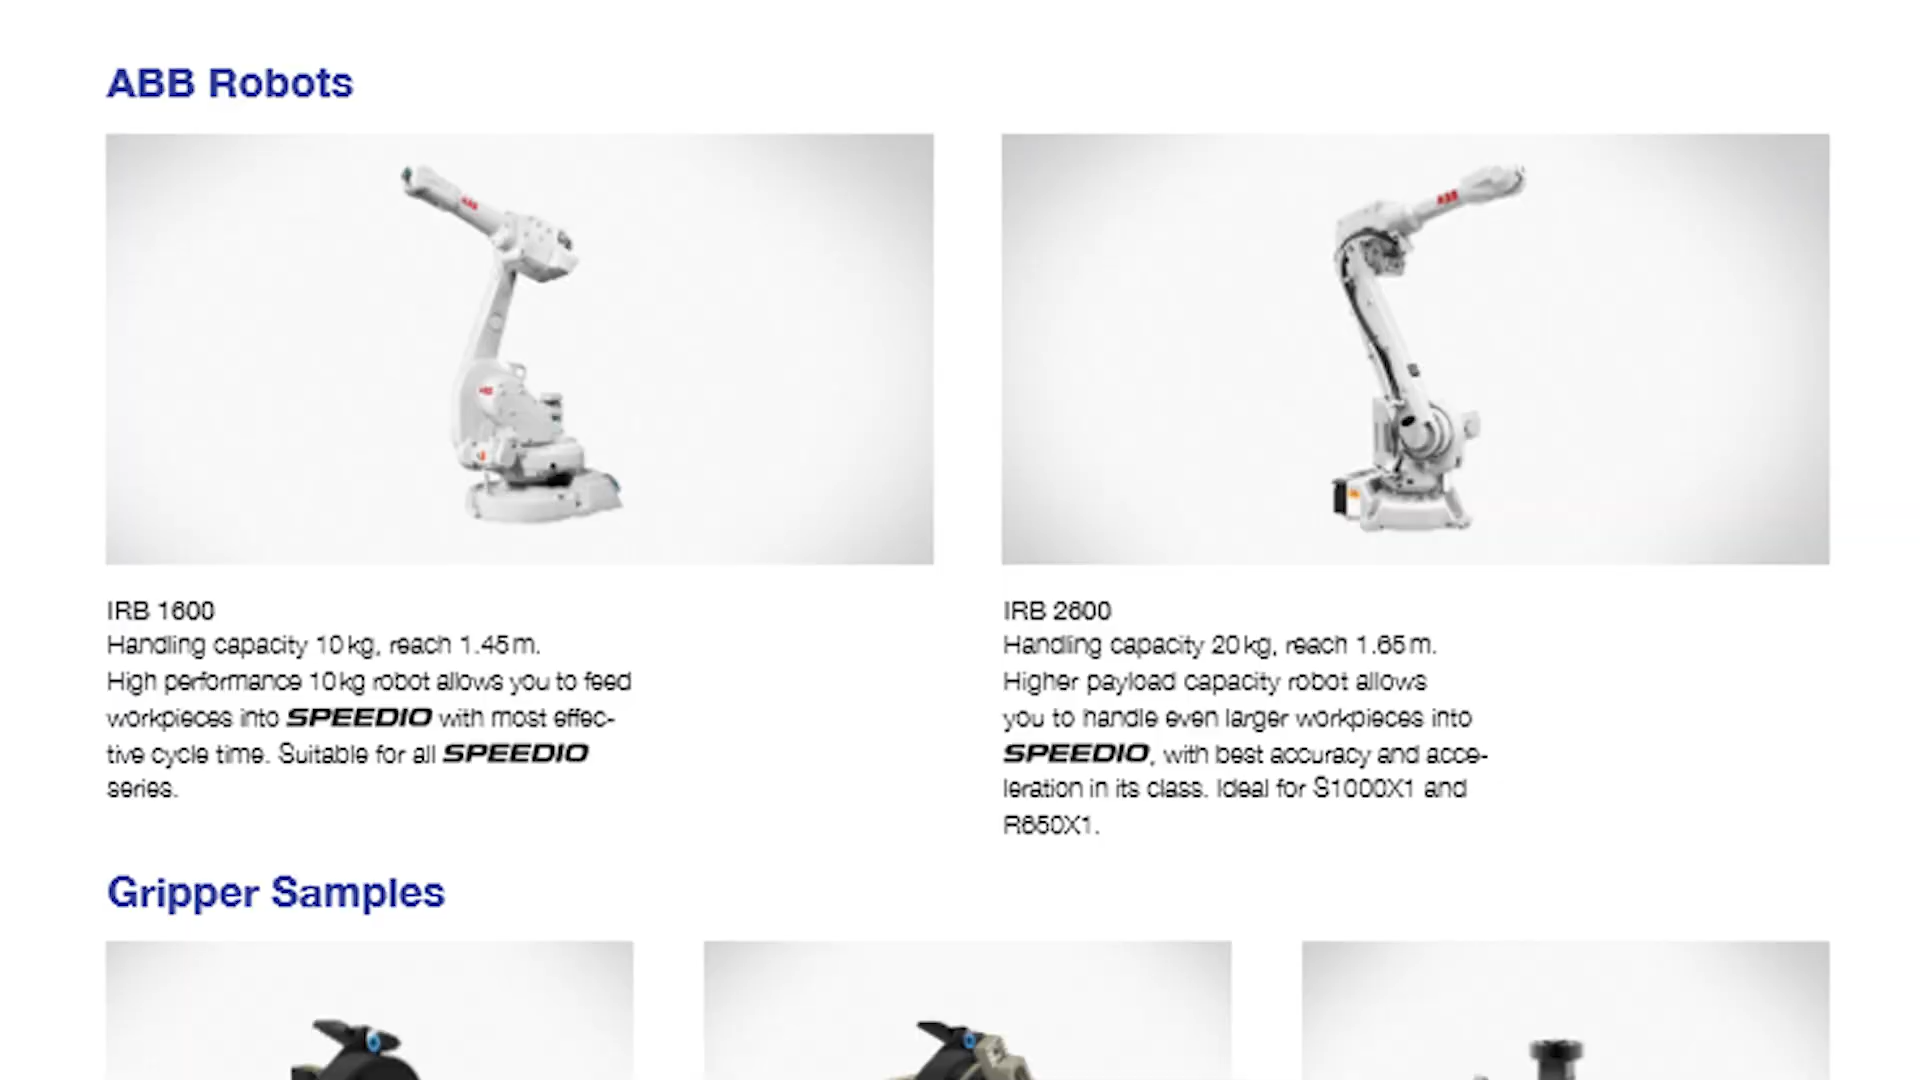 ABB Robots
ABB
ABB
ABB
IRB 1600
Handling capacity 10 kg, reach 1.45 m.
High performance 10 kg robot allows you to feed
workpieces into SPEEDIO with most effec-
tive cycle time. Suitable for all SPEEDIO
series.
IRB 2600
Handling capacity 20 kg, reach 1.65 m.
Higher payload capacity robot allows
you to handle even larger workpieces into
SPEEDIO, with best accuracy and acce-
leration in its class. Ideal for S1000X1 and
R650X1.
Gripper Samples